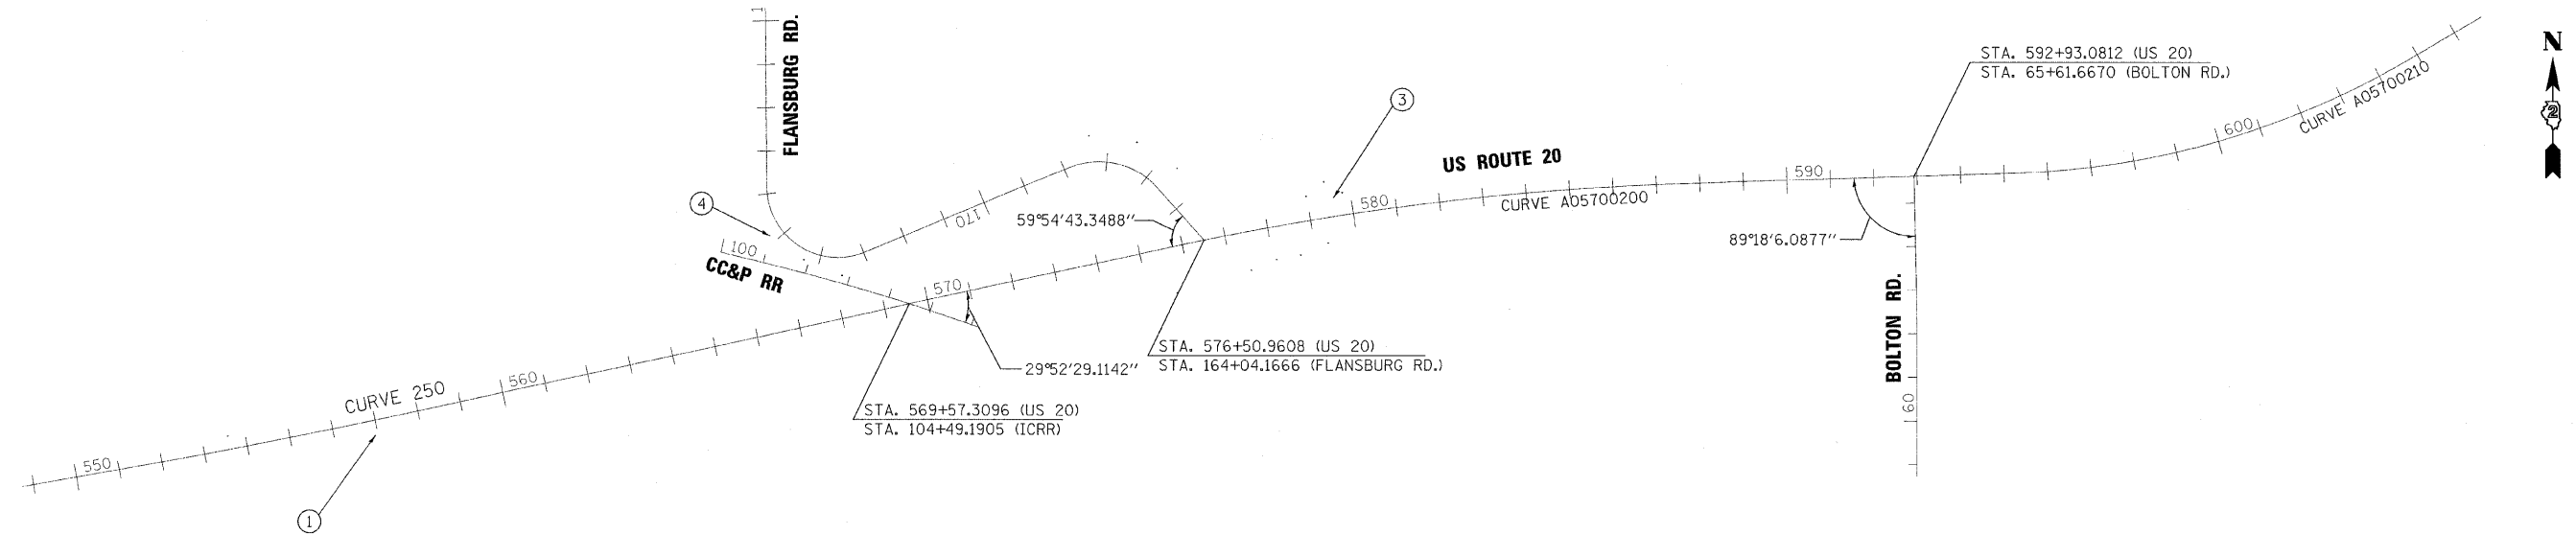 1
FLANSBURG RD.
STA. 592+93.0812 (US 20)
STA. 65+61.6670 (BOLTON RD.)
N
2
CURVE A05700210
600
3
US ROUTE 20
590
580
CURVE A05700200
4
170
59°54'43.3488"
89°18'6.0877"
100
CC&P RR
570
BOLTON RD.
60
STA. 576+50.9608 (US 20)
STA. 164+04.1666 (FLANSBURG RD.)
29°52'29.1142"
560
CURVE 250
STA. 569+57.3096 (US 20)
STA. 104+49.1905 (ICRR)
550
1